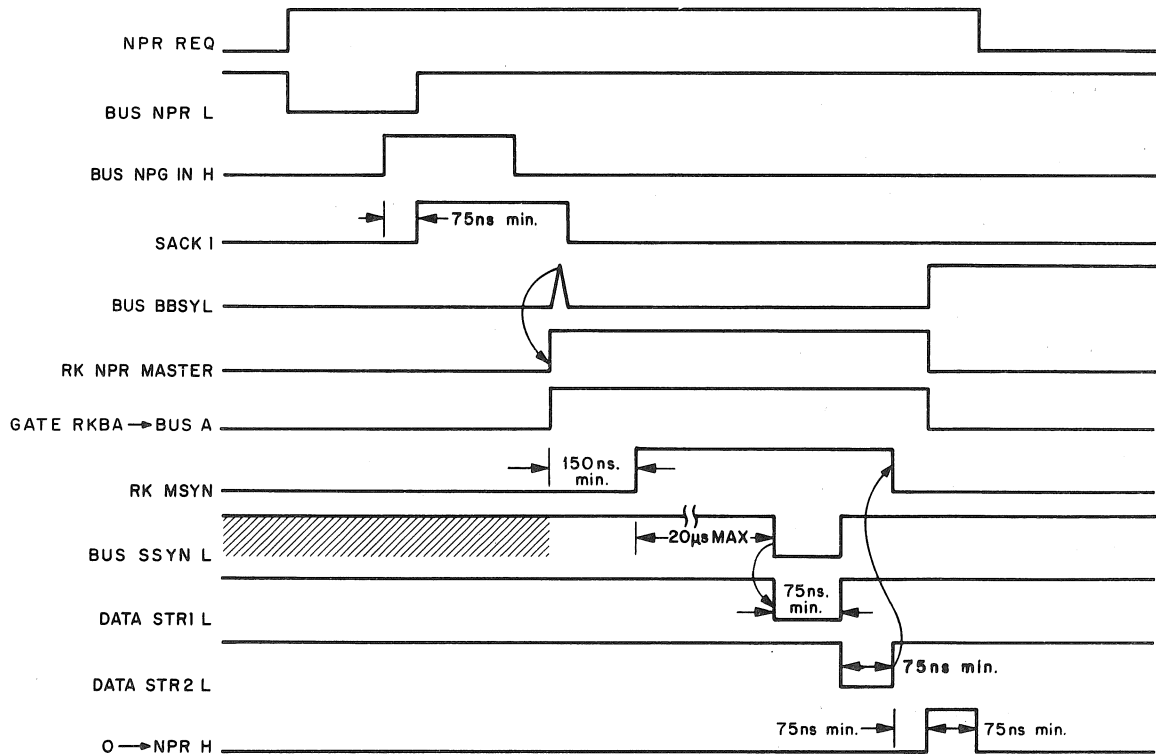 NPR REQ
BUS NPR L
BUS NPG IN H
75ns min.
SACK 1
BUS BBSY L
RK NPR MASTER
GATE RKBA → BUS A
150ns.
min.
RK MSYN
20µs MAX
BUS SSYN L
75ns.
min.
DATA STR1 L
75ns min.
DATA STR2 L
75ns min.
75ns min.
0 → NPR H